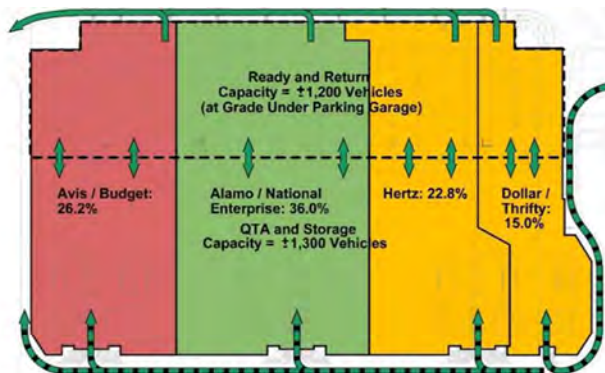 Ready and Return
Capacity = ±1,200 Vehicles
(at Grade Under Parking Garage)
Avis / Budget:
26.2%
Alamo / National
Enterprise: 36.0%
Hertz: 22.8%
Dollar /
Thrifty:
15.0%
QTA and Storage
Capacity = ±1,300 Vehicles